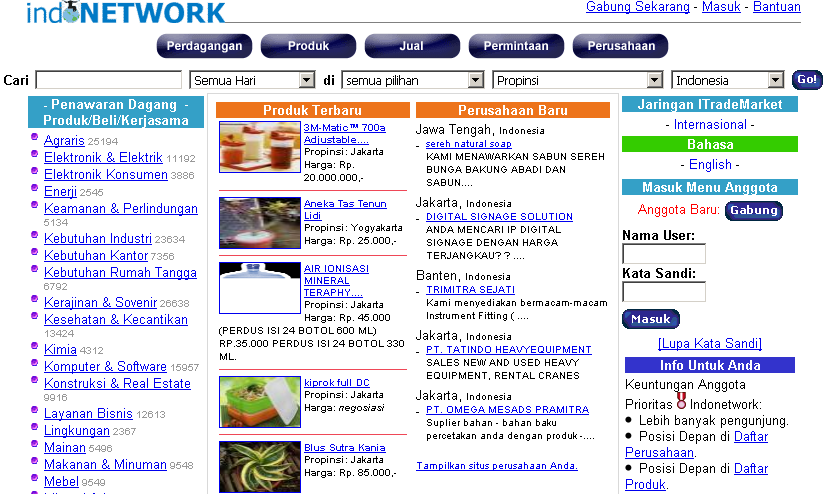 indoNETWORK
Gabung Sekarang - Masuk - Bantuan
Perdagangan
Produk
Jual
Permintaan
Perusahaan
Cari
Semua Hari
di
semua pilihan
Propinsi
Indonesia
Go!
- Penawaran Dagang -
Produk/Beli/Kerjasama
Agraris 25194
Elektronik & Elektrik 11192
Elektronik Konsumen 3886
Energi 2545
Keamanan & Perlindungan
5134
Kebutuhan Industri 23634
Kebutuhan Kantor 7356
Kebutuhan Rumah Tangga
6792
Kerajinan & Sovenir 26638
Kesehatan & Kecantikan
13424
Kimia 4312
Komputer & Software 15957
Konstruksi & Real Estate
9916
Layanan Bisnis 12613
Lingkungan 2367
Mainan 5496
Makanan & Minuman 9548
Mebel 9549
Produk Terbaru
3M-Matic™ 700a
Adjustable....
Propinsi: Jakarta
Harga: Rp.
20.000.000,-
Aneka Tas Tenun
Lidi
Propinsi: Yogyakarta
Harga: Rp. 25.000,-
AIR IONISASI
MINERAL
TERAPHY....
Propinsi: Jakarta
Harga: Rp. 45.000
(PERDUS ISI 24 BOTOL 600 ML)
RP.35.000 PERDUS ISI 24 BOTOL 330
ML.
kiprok full DC
Propinsi: Jakarta
Harga: negosiasi
Blus Sutra Kania
Propinsi: Jakarta
Harga: Rp. 85.000,-
Perusahaan Baru
Jawa Tengah, Indonesia
- sereh natural soap
KAMI MENAWARKAN SABUN SEREH
BUNGA BAKUNG ABADI DAN
SABUN....
Jakarta, Indonesia
- DIGITAL SIGNAGE SOLUTION
ANDA MENCARI IP DIGITAL
SIGNAGE DENGAN HARGA
TERJANGKAU? ? ....
Banten, Indonesia
- TRIMITRA SEJATI
Kami menyediakan bermacam-macam
Instrument Fitting ( ....
Jakarta, Indonesia
- PT. TATINDO HEAVYEQUIPMENT
SALES NEW AND USED HEAVY
EQUIPMENT, RENTAL CRANES
Jakarta, Indonesia
- PT. OMEGA MESADS PRAMITRA
Suplier bahan - bahan baku
percetakan anda dengan produk-....
Tampilkan situs perusahaan Anda.
Jaringan ITradeMarket
- Internasional -
Bahasa
- English -
Masuk Menu Anggota
Anggota Baru: Gabung
Nama User:
Kata Sandi:
Masuk
[Lupa Kata Sandi]
Info Untuk Anda
Keuntungan Anggota
Prioritas Indonetwork:
Lebih banyak pengunjung.
Posisi Depan di Daftar
Perusahaan.
Posisi Depan di Daftar
Produk.